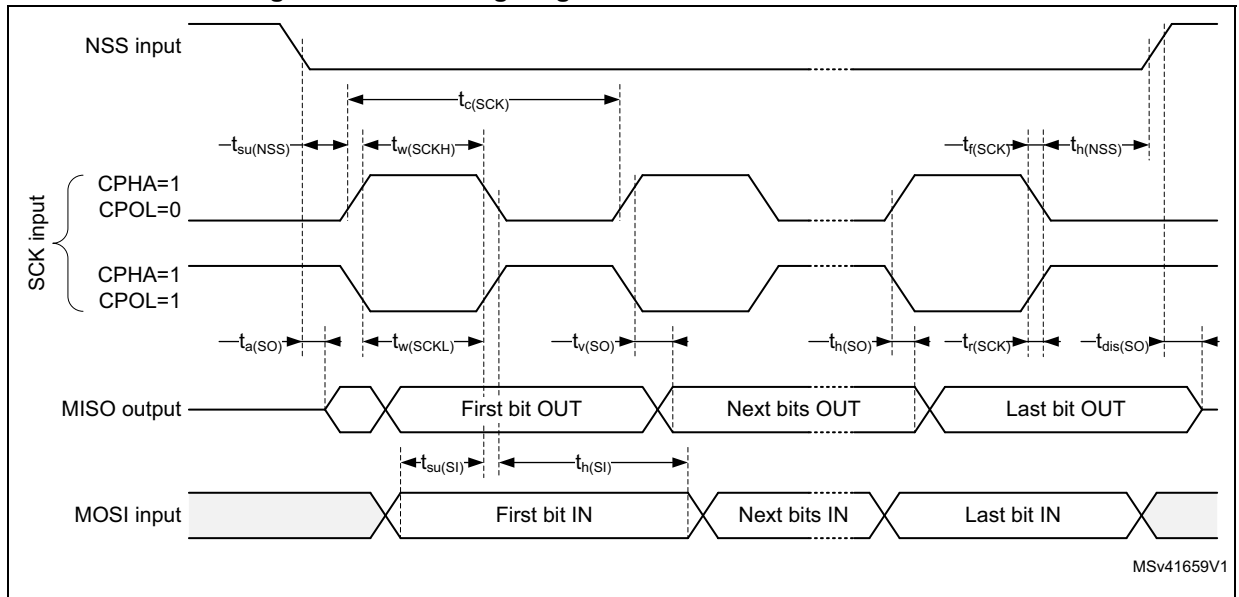 NSS input
tc(SCK)
tsu(NSS)
tw(SCKH)
tf(SCK)
th(NSS)
SCK input
CPHA=1
CPOL=0
CPHA=1
CPOL=1
ta(SO)
tw(SCKL)
tv(SO)
th(SO)
tr(SCK)
tdis(SO)
MISO output
First bit OUT
Next bits OUT
Last bit OUT
tsu(SI)
th(SI)
MOSI input
First bit IN
Next bits IN
Last bit IN
MSv41659V1